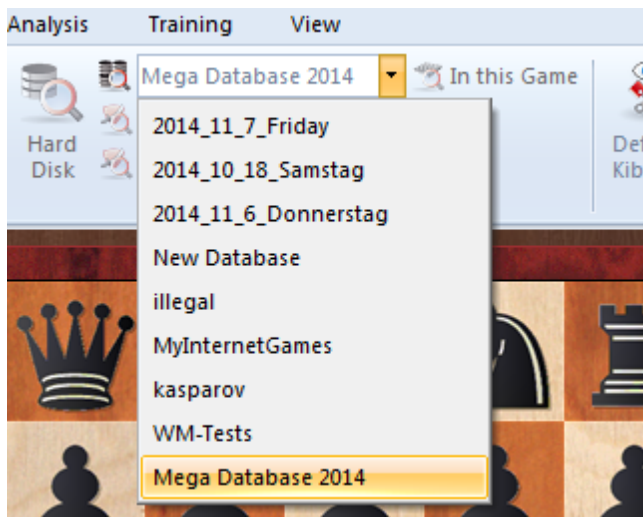 Analysis Training View
Mega Database 2014 In this Game
Hard
Disk
2014_11_7_Friday
2014_10_18_Samstag
2014_11_6_Donnerstag
New Database
illegal
MyInternetGames
kasparov
WM-Tests
Mega Database 2014